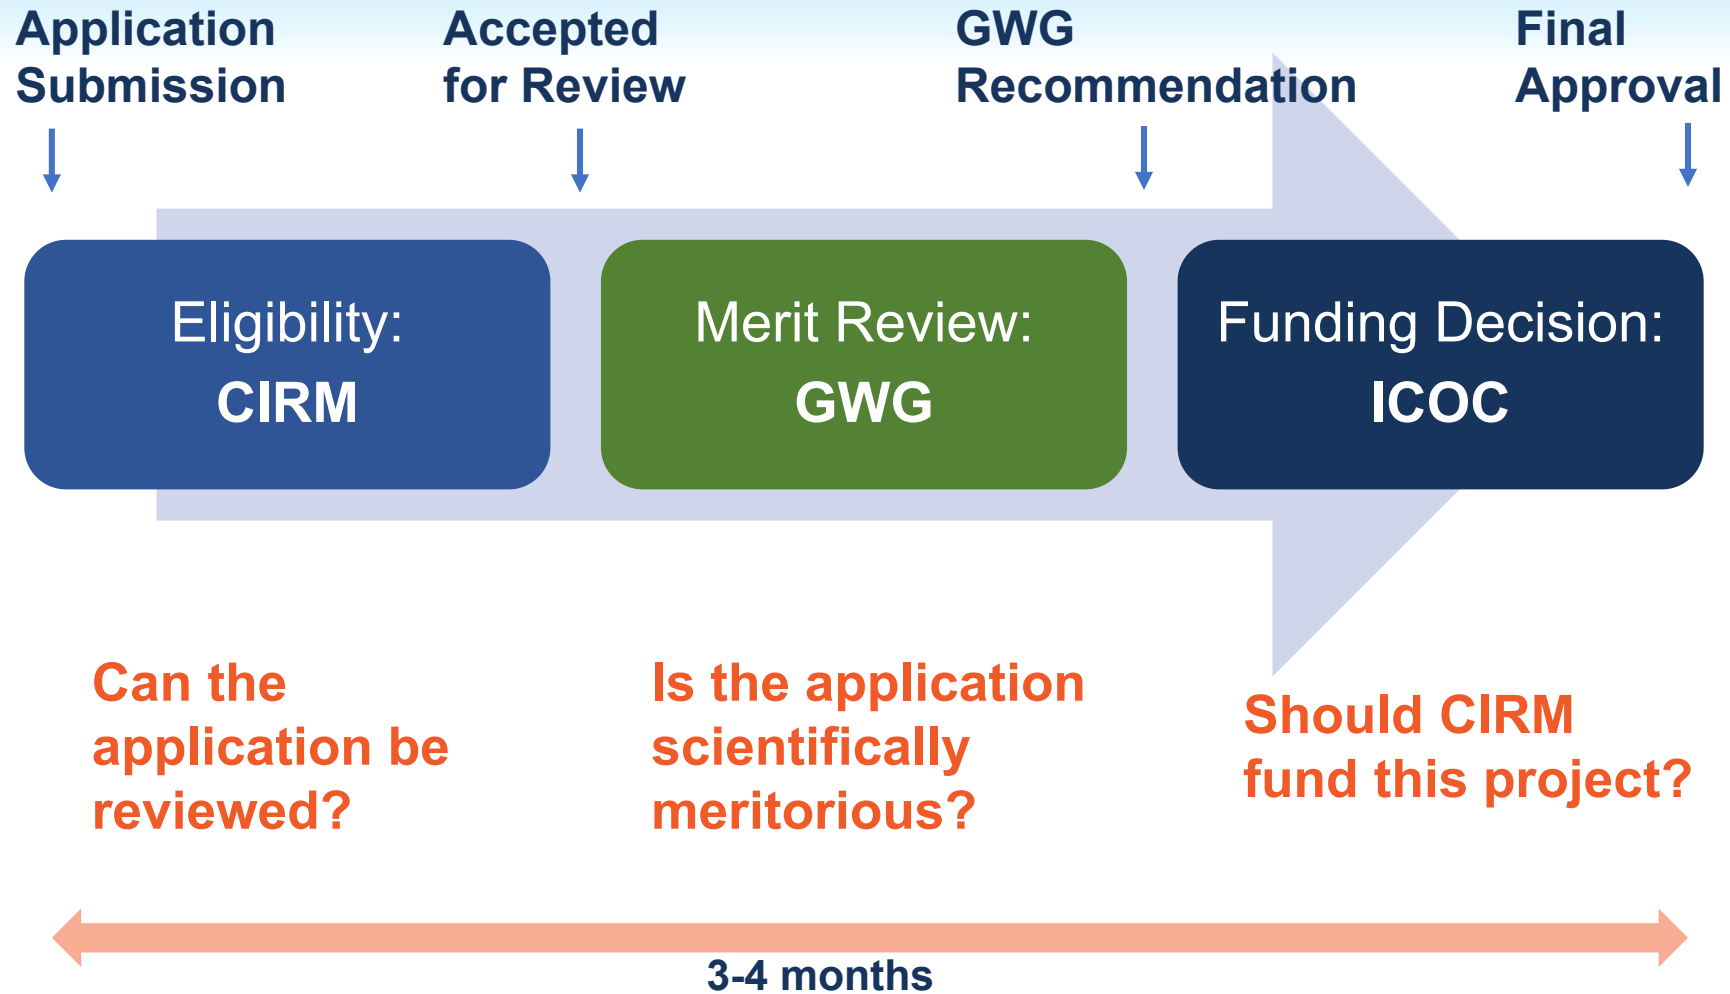 Application
Submission
Accepted
for Review
GWG
Recommendation
Final
Approval
Eligibility:
CIRM
Merit Review:
GWG
Funding Decision:
ICOC
Can the
application be
reviewed?
Is the application
scientifically
meritorious?
Should CIRM
fund this project?
3-4 months